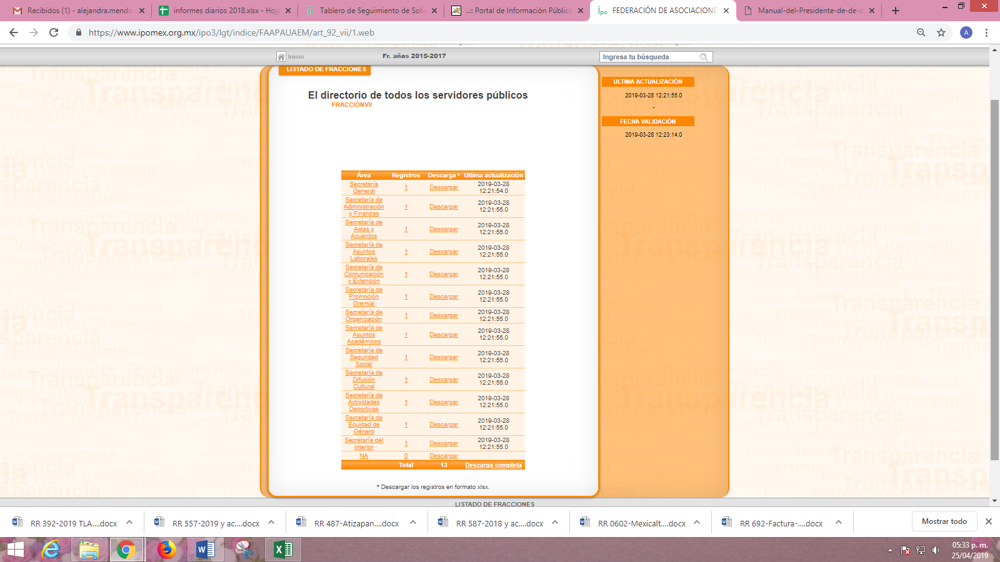 Recibidos (1) - alejandra.mendo
informes diarios 2018.xlsx - Hoj
Tablero de Seguimiento de Solic
..:: Portal de Información Pública
FEDERACIÓN DE ASOCIACIONE
Manual-del-Presidente-de-de-a
https://www.ipomex.org.mx/ipo3/lgt/indice/FAAPAUAEM/art_92_vii/1.web
A
Inicio
Fr. años 2015-2017
Ingresa tu búsqueda
LISTADO DE FRACCIONES
El directorio de todos los servidores públicos
FRACCIÓNVII
ULTIMA ACTUALIZACIÓN
2019-03-28 12:21:55.0
-
FECHA VALIDACIÓN
2019-03-28 12:23:14.0
Área Registros Descarga * Ultima actualización
Secretaría General 1 Descargar 2019-03-28 12:21:54.0
Secretaría de Administración y Finanzas 1 Descargar 2019-03-28 12:21:55.0
Secretaría de Actas y Acuerdos 1 Descargar 2019-03-28 12:21:55.0
Secretaría de Asuntos Laborales 1 Descargar 2019-03-28 12:21:55.0
Secretaría de Comunicación y Extensión 1 Descargar 2019-03-28 12:21:55.0
Secretaría de Promoción Gremial 1 Descargar 2019-03-28 12:21:55.0
Secretaría de Organización 1 Descargar 2019-03-28 12:21:55.0
Secretaría de Asuntos Académicos 1 Descargar 2019-03-28 12:21:55.0
Secretaría de Seguridad Social 1 Descargar 2019-03-28 12:21:55.0
Secretaría de Difusión Cultural 1 Descargar 2019-03-28 12:21:55.0
Secretaría de Actividades Deportivas 1 Descargar 2019-03-28 12:21:55.0
Secretaría de Equidad de Género 1 Descargar 2019-03-28 12:21:55.0
Secretaría del Interior 1 Descargar 2019-03-28 12:21:55.0
NA 0 Descargar
Total 13 Descarga completa
* Descargar los registros en formato xlsx.
LISTADO DE FRACCIONES
RR 392-2019 TLA....docx
RR 557-2019 y ac....docx
RR 487-Atizapan....docx
RR 587-2018 y ac....docx
RR 0602-Mexicalt....docx
RR 692-Factura-....docx
Mostrar todo
05:33 p. m.
25/04/2019